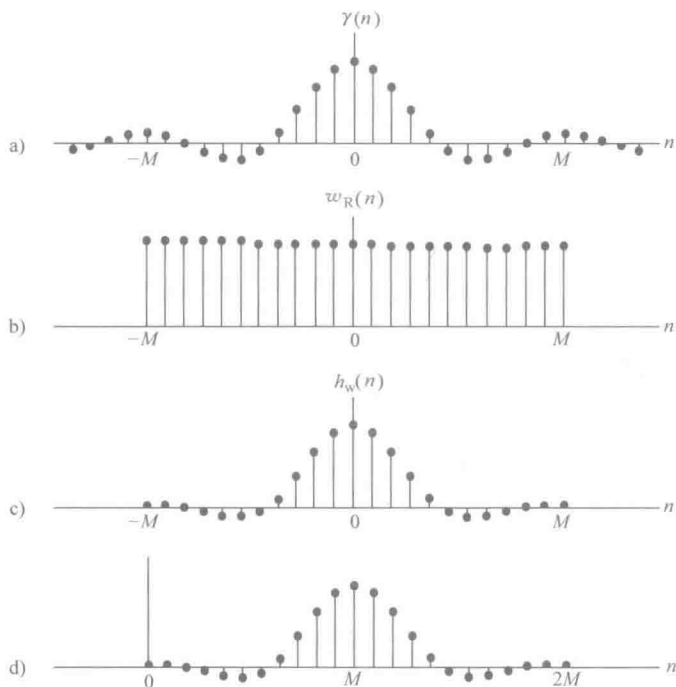 γ(n)
a)
−M 0 M n
w_R(n)
b)
−M 0 M n
h_w(n)
c)
−M 0 M n
d)
0 M 2M n